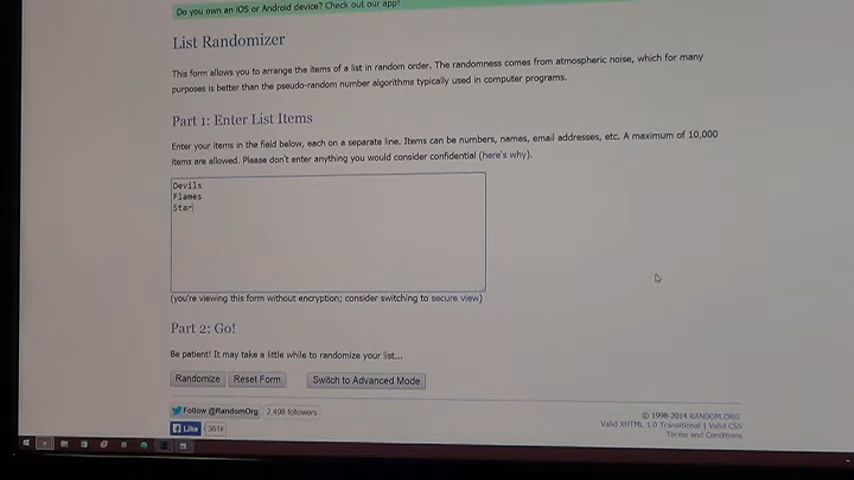 Do you own an iOS or Android device? Check out our app!
List Randomizer
This form allows you to arrange the items of a list in random order. The randomness comes from atmospheric noise, which for many
purposes is better than the pseudo-random number algorithms typically used in computer programs.
Part 1: Enter List Items
Enter your items in the field below, each on a separate line. Items can be numbers, names, email addresses, etc. A maximum of 10,000
items are allowed. Please don't enter anything you would consider confidential (here's why).
Devils
Flames
Star
(you're viewing this form without encryption; consider switching to secure view)
Part 2: Go!
Be patient! It may take a little while to randomize your list...
Randomize Reset Form Switch to Advanced Mode
Follow @RandomOrg 2,498 followers
Like 361k
© 1998-2014 RANDOM.ORG
Valid XHTML 1.0 Transitional | Valid CSS
Terms and Conditions